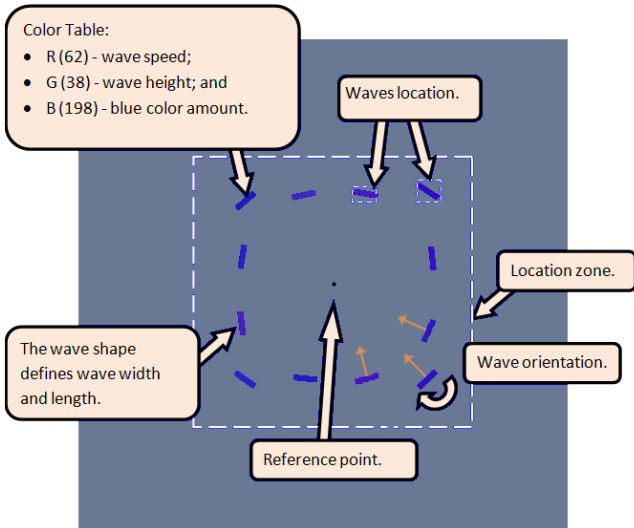 Color Table:
• R (62) - wave speed;
• G (38) - wave height; and
• B (198) - blue color amount.
Waves location.
Location zone.
The wave shape
defines wave width
and length.
Wave orientation.
Reference point.